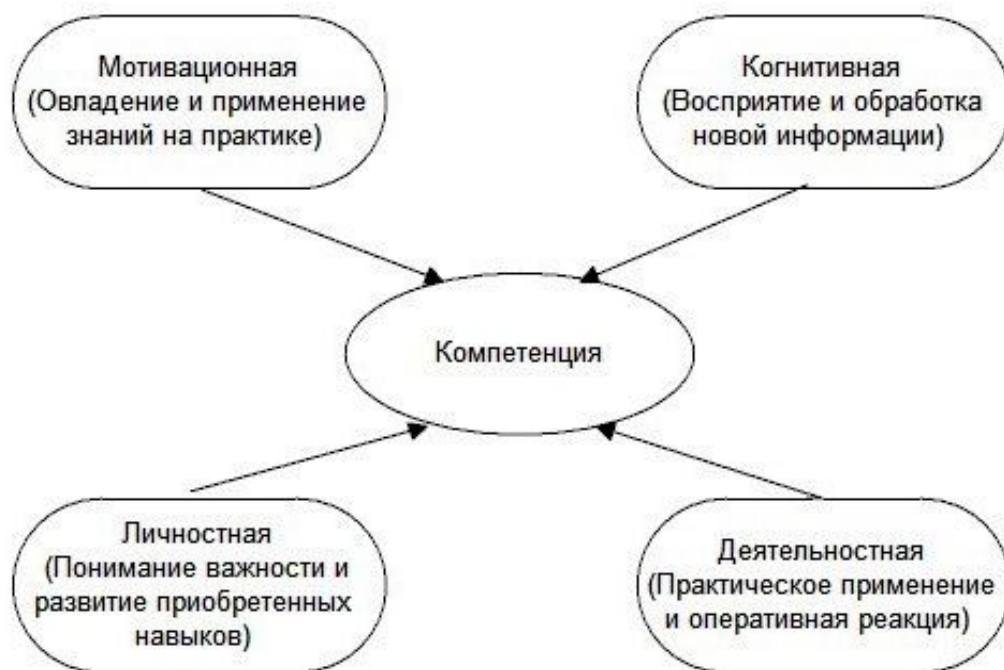 Мотивационная
(Овладение и применение
знаний на практике)
Когнитивная
(Восприятие и обработка
новой информации)
Компетенция
Личностная
(Понимание важности и
развитие приобретенных
навыков)
Деятельностная
(Практическое применение
и оперативная реакция)